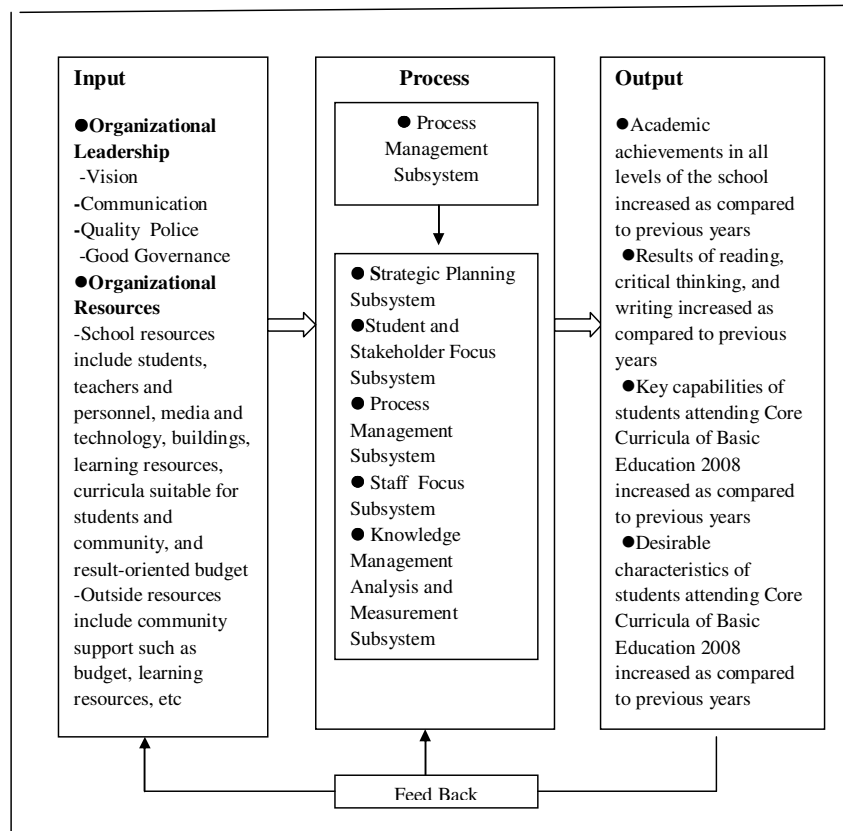 Input
●Organizational
Leadership
-Vision
-Communication
-Quality Police
-Good Governance
●Organizational
Resources
-School resources
include students,
teachers and
personnel, media and
technology, buildings,
learning resources,
curricula suitable for
students and
community, and
result-oriented budget
-Outside resources
include community
support such as
budget, learning
resources, etc
Process
● Process
Management
Subsystem
● Strategic Planning
Subsystem
●Student and
Stakeholder Focus
Subsystem
● Process
Management
Subsystem
● Staff Focus
Subsystem
● Knowledge
Management
Analysis and
Measurement
Subsystem
Output
●Academic
achievements in all
levels of the school
increased as compared
to previous years
●Results of reading,
critical thinking, and
writing increased as
compared to previous
years
●Key capabilities of
students attending Core
Curricula of Basic
Education 2008
increased as compared
to previous years
●Desirable
characteristics of
students attending Core
Curricula of Basic
Education 2008
increased as compared
to previous years
Feed Back